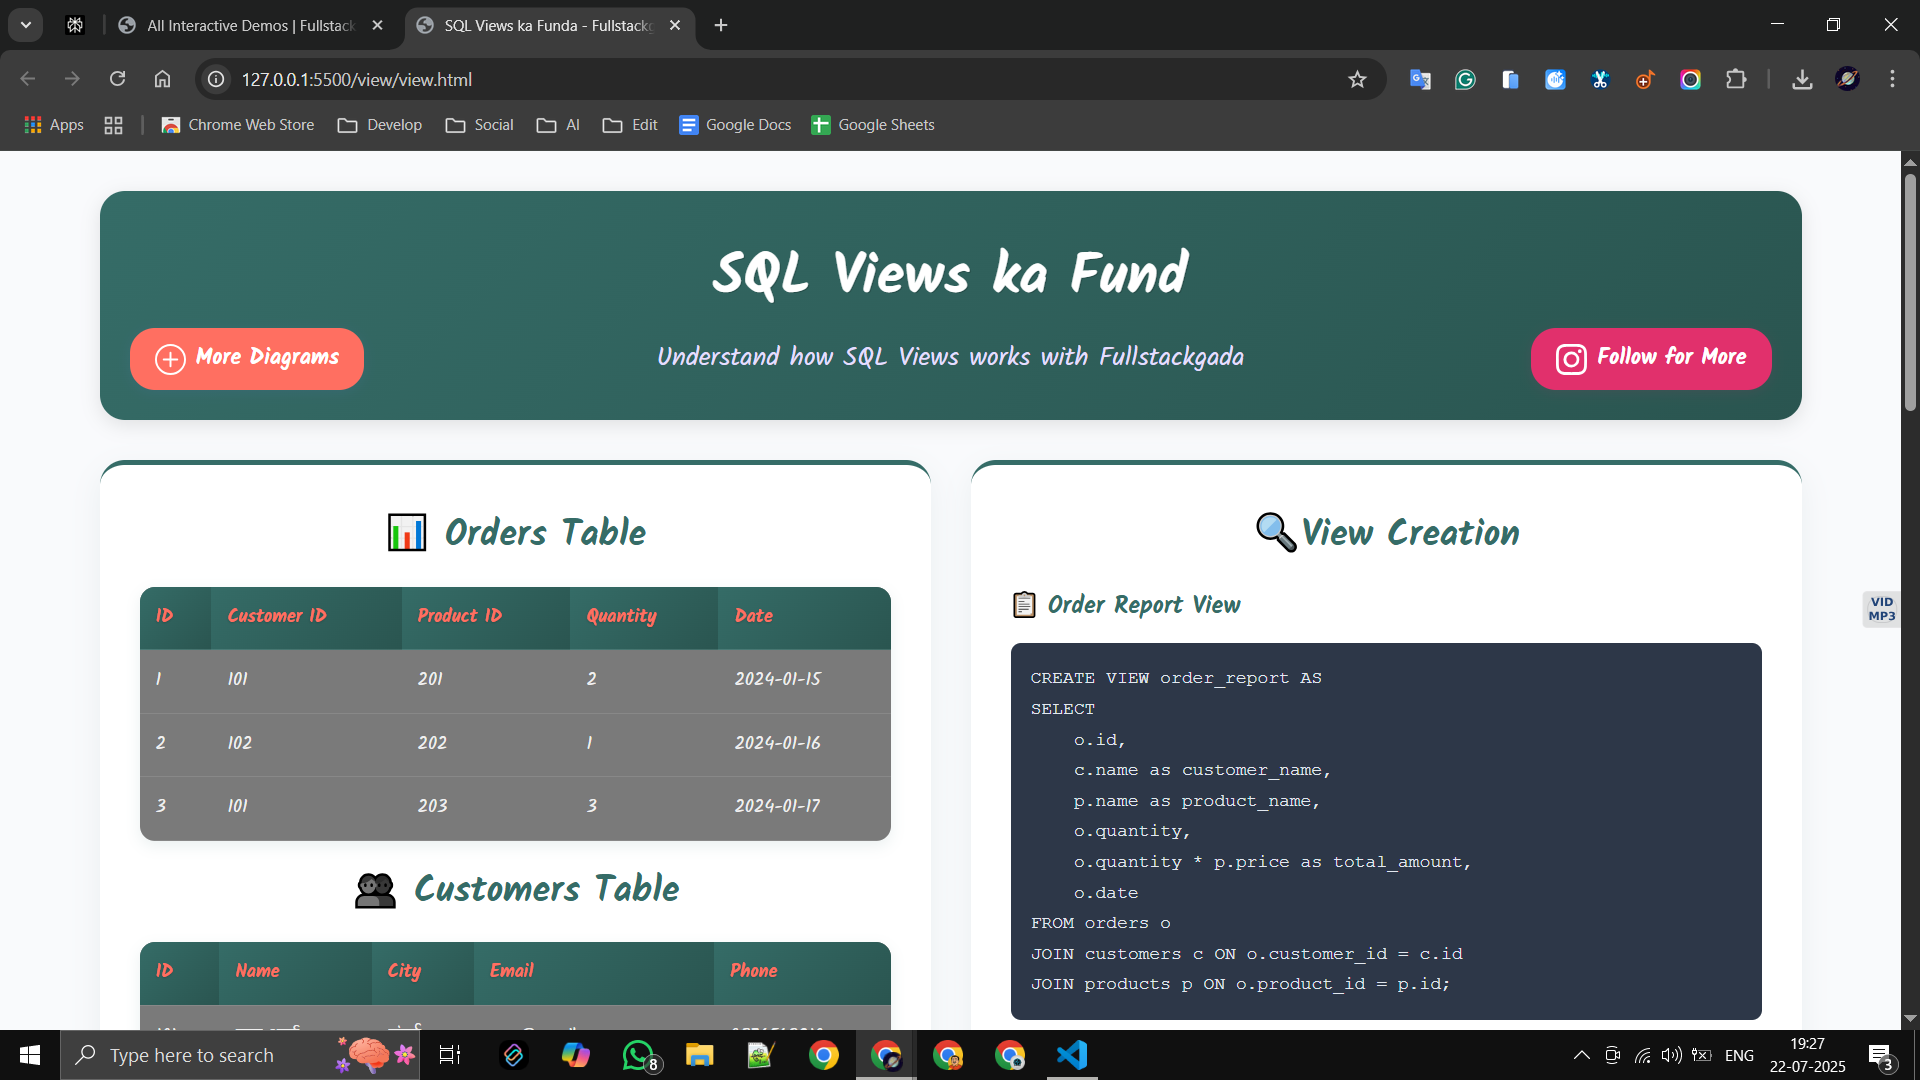 All Interactive Demos | Fullstack
SQL Views ka Funda - Fullstackg
127.0.0.1:5500/view/view.html
Apps
Chrome Web Store
Develop
Social
AI
Edit
Google Docs
Google Sheets
SQL Views ka Fund
More Diagrams
Understand how SQL Views works with Fullstackgada
Follow for More
Orders Table
ID Customer ID Product ID Quantity Date
1 101 201 2 2024-01-15
2 102 202 1 2024-01-16
3 101 203 3 2024-01-17
Customers Table
ID Name City Email Phone
View Creation
Order Report View
CREATE VIEW order_report AS
SELECT
o.id,
c.name as customer_name,
p.name as product_name,
o.quantity,
o.quantity * p.price as total_amount,
o.date
FROM orders o
JOIN customers c ON o.customer_id = c.id
JOIN products p ON o.product_id = p.id;
VID
MP3
Type here to search
8
ENG
19:27
22-07-2025
3